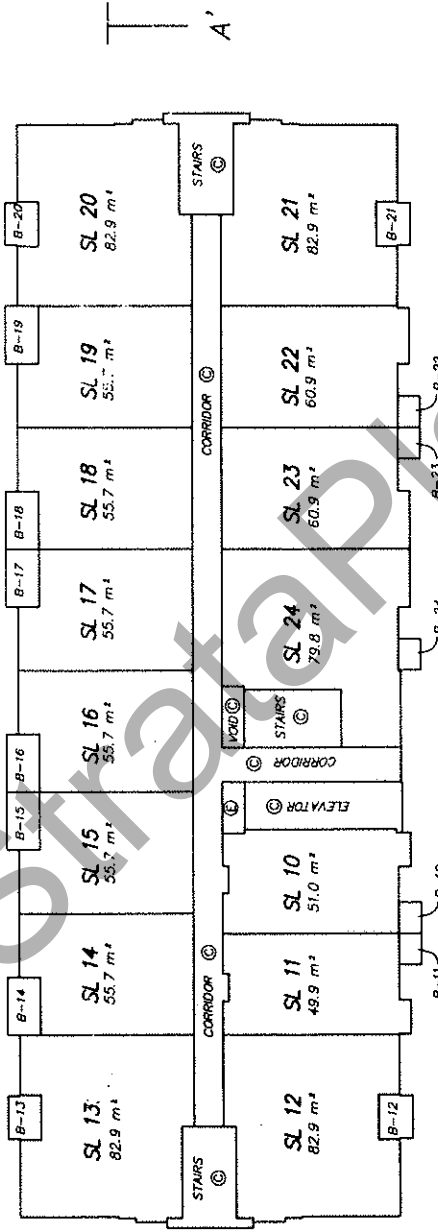 A'
B-13
B-14
B-15
B-16
B-17
B-18
B-19
B-20
SL 13
82.9 m²
SL 14
55.7 m²
SL 15
55.7 m²
SL 16
55.7 m²
SL 17
55.7 m²
SL 18
55.7 m²
SL 19
SL 20
82.9 m²
STAIRS
©
CORRIDOR ©
CORRIDOR ©
STAIRS
©
SL 12
82.9 m²
SL 11
49.9 m²
SL 10
51.0 m²
Ⓔ
ELEVATOR ©
CORRIDOR ©
VOID ©
STAIRS
©
SL 24
79.8 m²
SL 23
60.9 m²
SL 22
60.9 m²
SL 21
82.9 m²
B-12
B-11
B-23
B-21
StrataPl